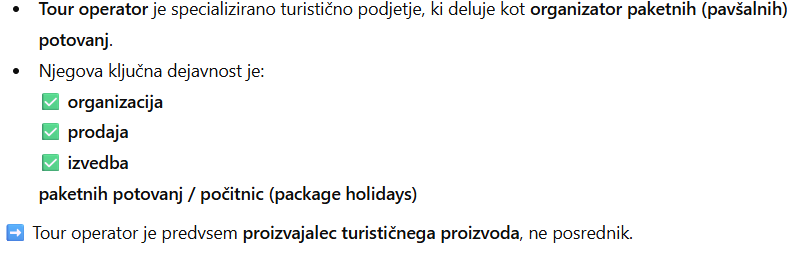 • Tour operator je specializirano turistično podjetje, ki deluje kot organizator paketnih (pavšalnih)
potovanj.
• Njegova ključna dejavnost je:
✅ organizacija
✅ prodaja
✅ izvedba
paketnih potovanj / počitnic (package holidays)
➡️ Tour operator je predvsem proizvajalec turističnega proizvoda, ne posrednik.